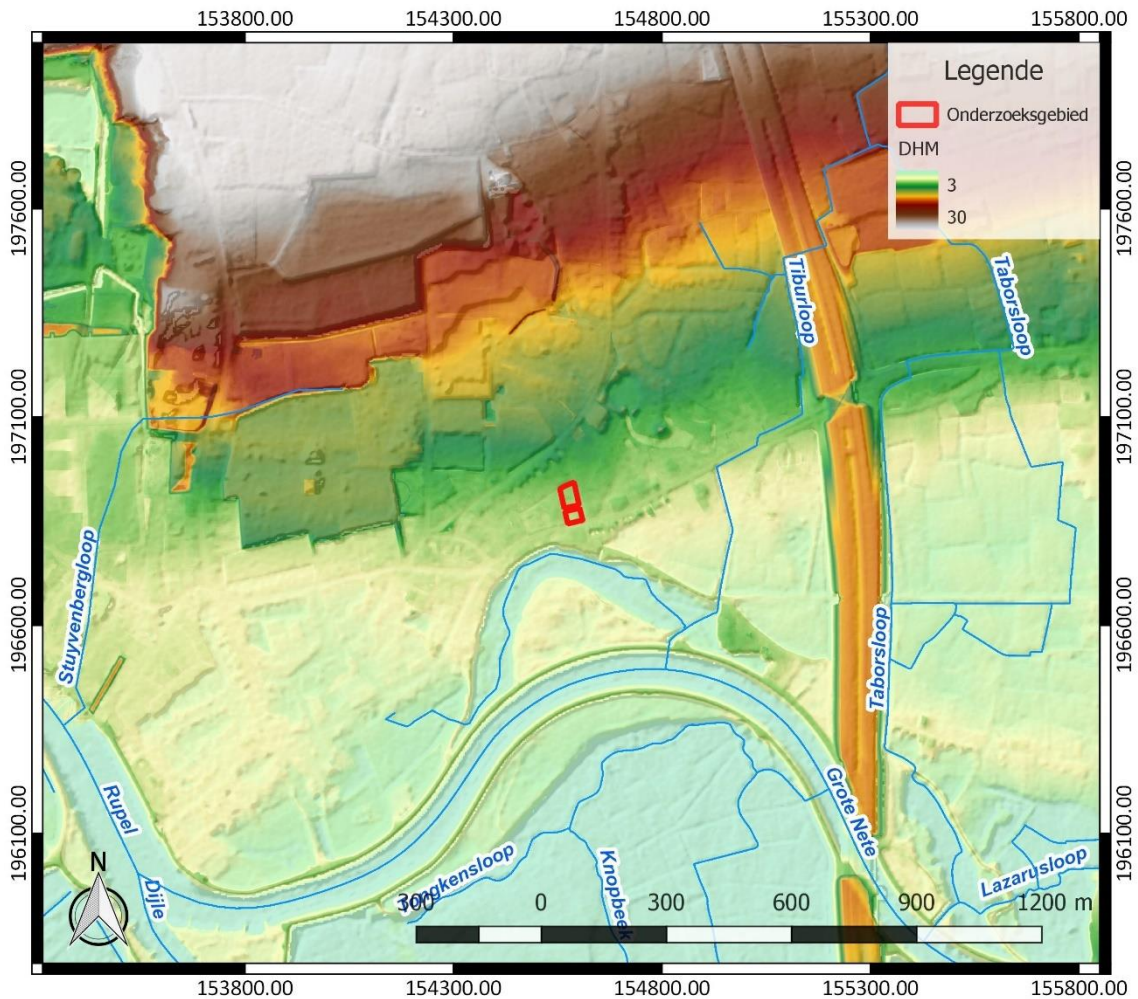 153800.00 154300.00 154800.00 155300.00 155800.00
Legende
Onderzoeksgebied
DHM
3
30
197600.00 197600.00
Tiburloop
Taborsloop
197100.00 197100.00
Stuyvenbergloop
196600.00 196600.00
Taborsloop
Rupel
Grote Nete
196100.00 196100.00
N
Dijle
Knopbeek
Lazarusloop
300 0 300 600 900 1200 m
153800.00 154300.00 154800.00 155300.00 155800.00